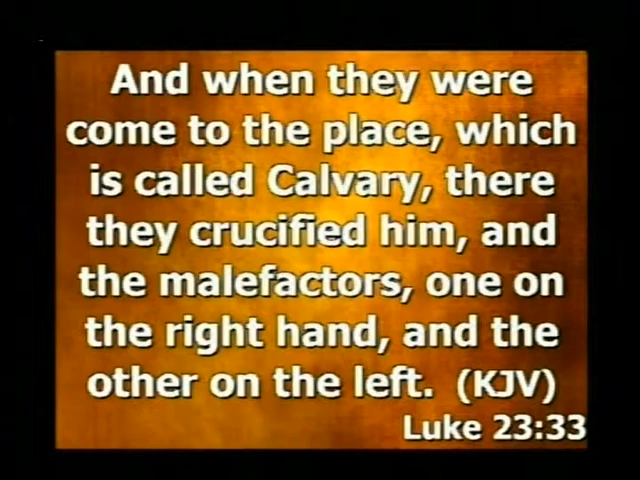 And when they were
come to the place, which
is called Calvary, there
they crucified him, and
the malefactors, one on
the right hand, and the
other on the left.  (KJV)
Luke 23:33